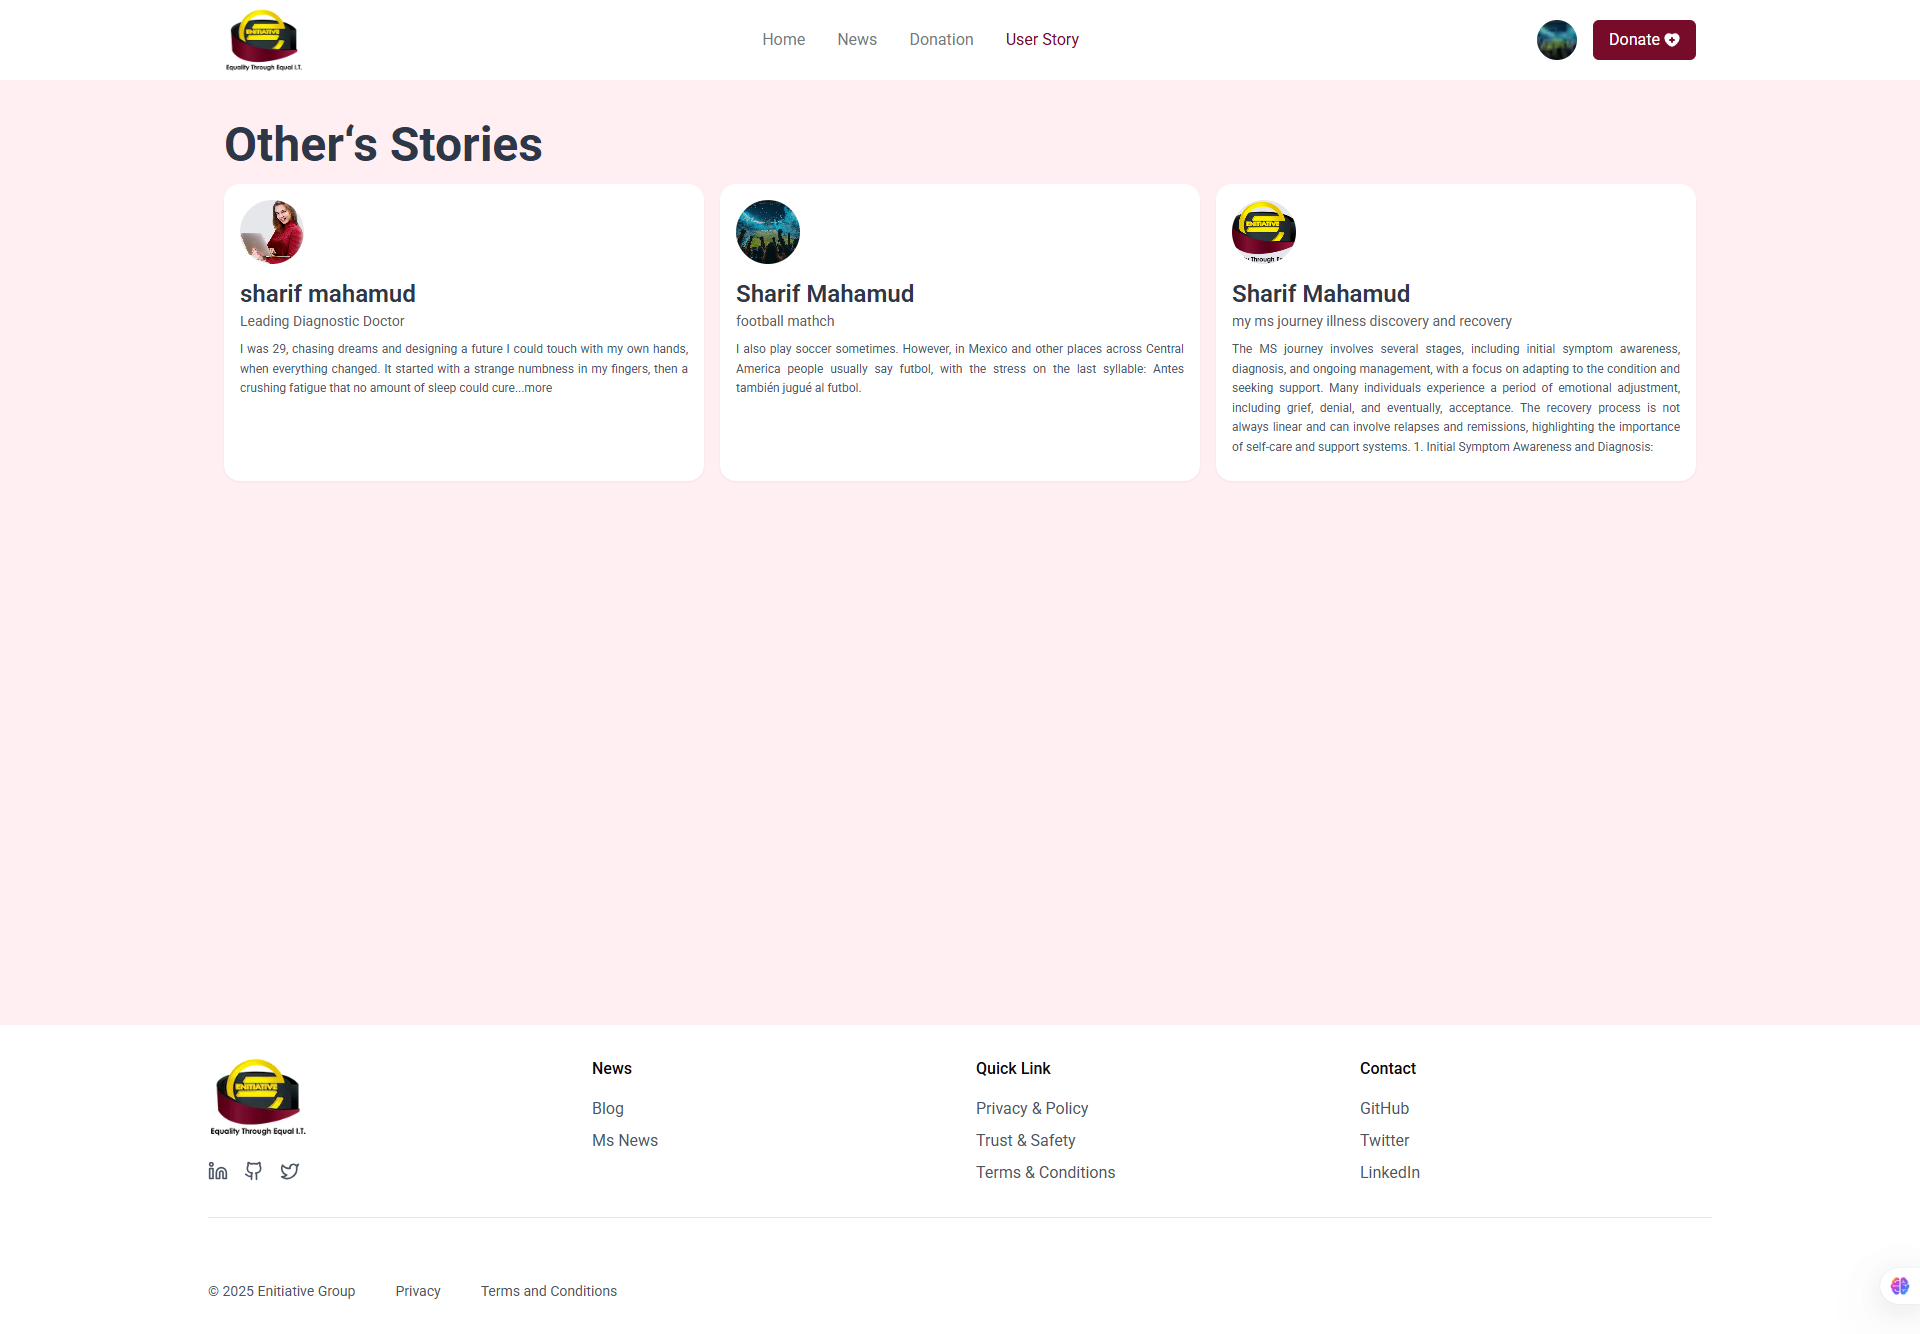 ENITIATIVE
Equality Through Equal I.T.
Home
News
Donation
User Story
Donate
Other‘s Stories
sharif mahamud
Leading Diagnostic Doctor
I was 29, chasing dreams and designing a future I could touch with my own hands,
when everything changed. It started with a strange numbness in my fingers, then a
crushing fatigue that no amount of sleep could cure...more
Sharif Mahamud
football mathch
I also play soccer sometimes. However, in Mexico and other places across Central
America people usually say futbol, with the stress on the last syllable: Antes
también jugué al futbol.
ENITIATIVE
Through
Sharif Mahamud
my ms journey illness discovery and recovery
The MS journey involves several stages, including initial symptom awareness,
diagnosis, and ongoing management, with a focus on adapting to the condition and
seeking support. Many individuals experience a period of emotional adjustment,
including grief, denial, and eventually, acceptance. The recovery process is not
always linear and can involve relapses and remissions, highlighting the importance
of self-care and support systems. 1. Initial Symptom Awareness and Diagnosis:
ENITIATIVE
Equality Through Equal I.T.
News
Blog
Ms News
Quick Link
Privacy & Policy
Trust & Safety
Terms & Conditions
Contact
GitHub
Twitter
LinkedIn
© 2025 Enitiative Group
Privacy
Terms and Conditions